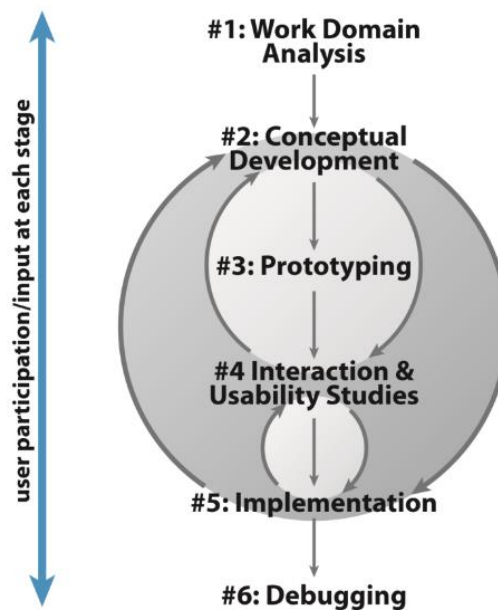 user participation/input at each stage
#1: Work Domain
Analysis
#2: Conceptual
Development
#3: Prototyping
#4 Interaction &
Usability Studies
#5: Implementation
#6: Debugging